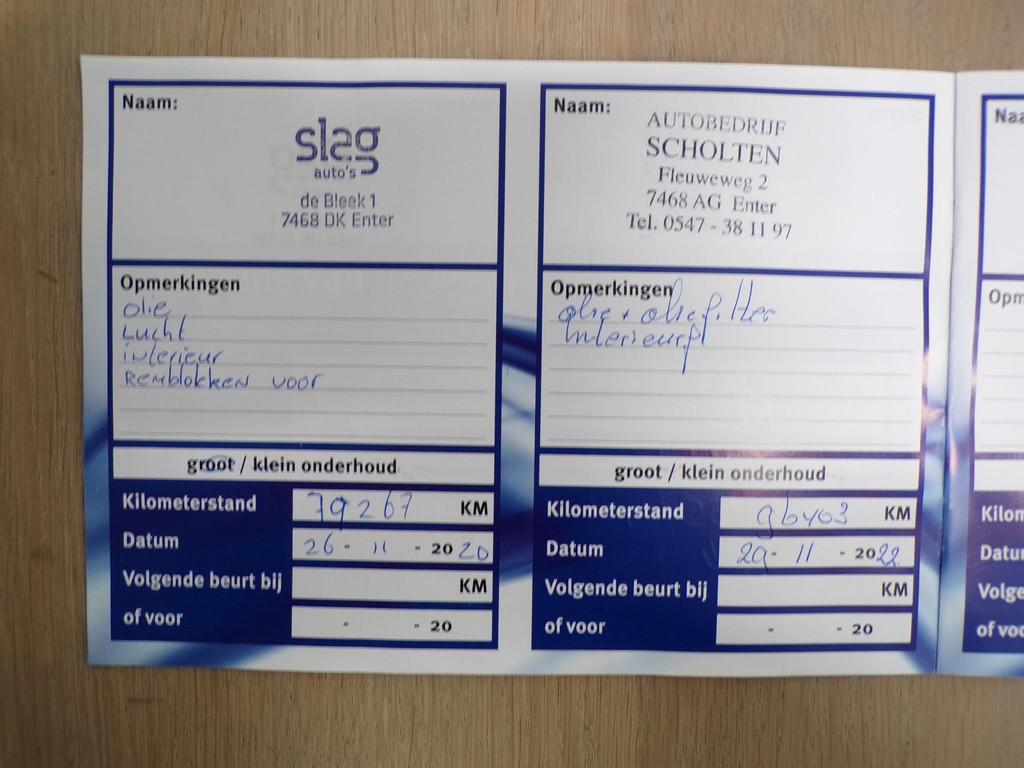 Naam:
slag
auto's
de Bleek 1
7468 DK Enter
Opmerkingen
olie
Lucht
interieur
Remblokken voor
groot / klein onderhoud
Kilometerstand 79267 KM
Datum 26 - 11 - 2020
Volgende beurt bij KM
of voor - - 20
Naam:
AUTOBEDRIJF
SCHOLTEN
Fleuweweg 2
7468 AG Enter
Tel. 0547 - 38 11 97
Opmerkingen
olie + oliefilter
Interieurfl
groot / klein onderhoud
Kilometerstand 96403 KM
Datum 29 - 11 - 2022
Volgende beurt bij KM
of voor - - 20
Naa
Opm
Kilon
Datu
Volge
of voo